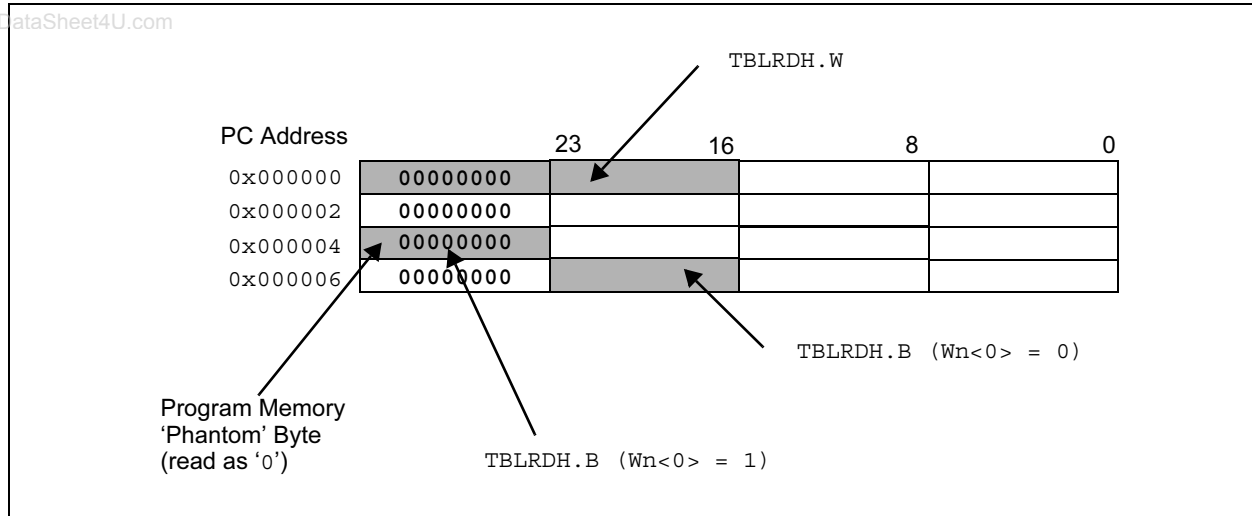 DataSheet4U.com
TBLRDH.W
PC Address
23 16 8 0
0x000000 00000000
0x000002 00000000
0x000004 00000000
0x000006 00000000
TBLRDH.B (Wn<0> = 0)
Program Memory
‘Phantom’ Byte
(read as ‘0’)
TBLRDH.B (Wn<0> = 1)